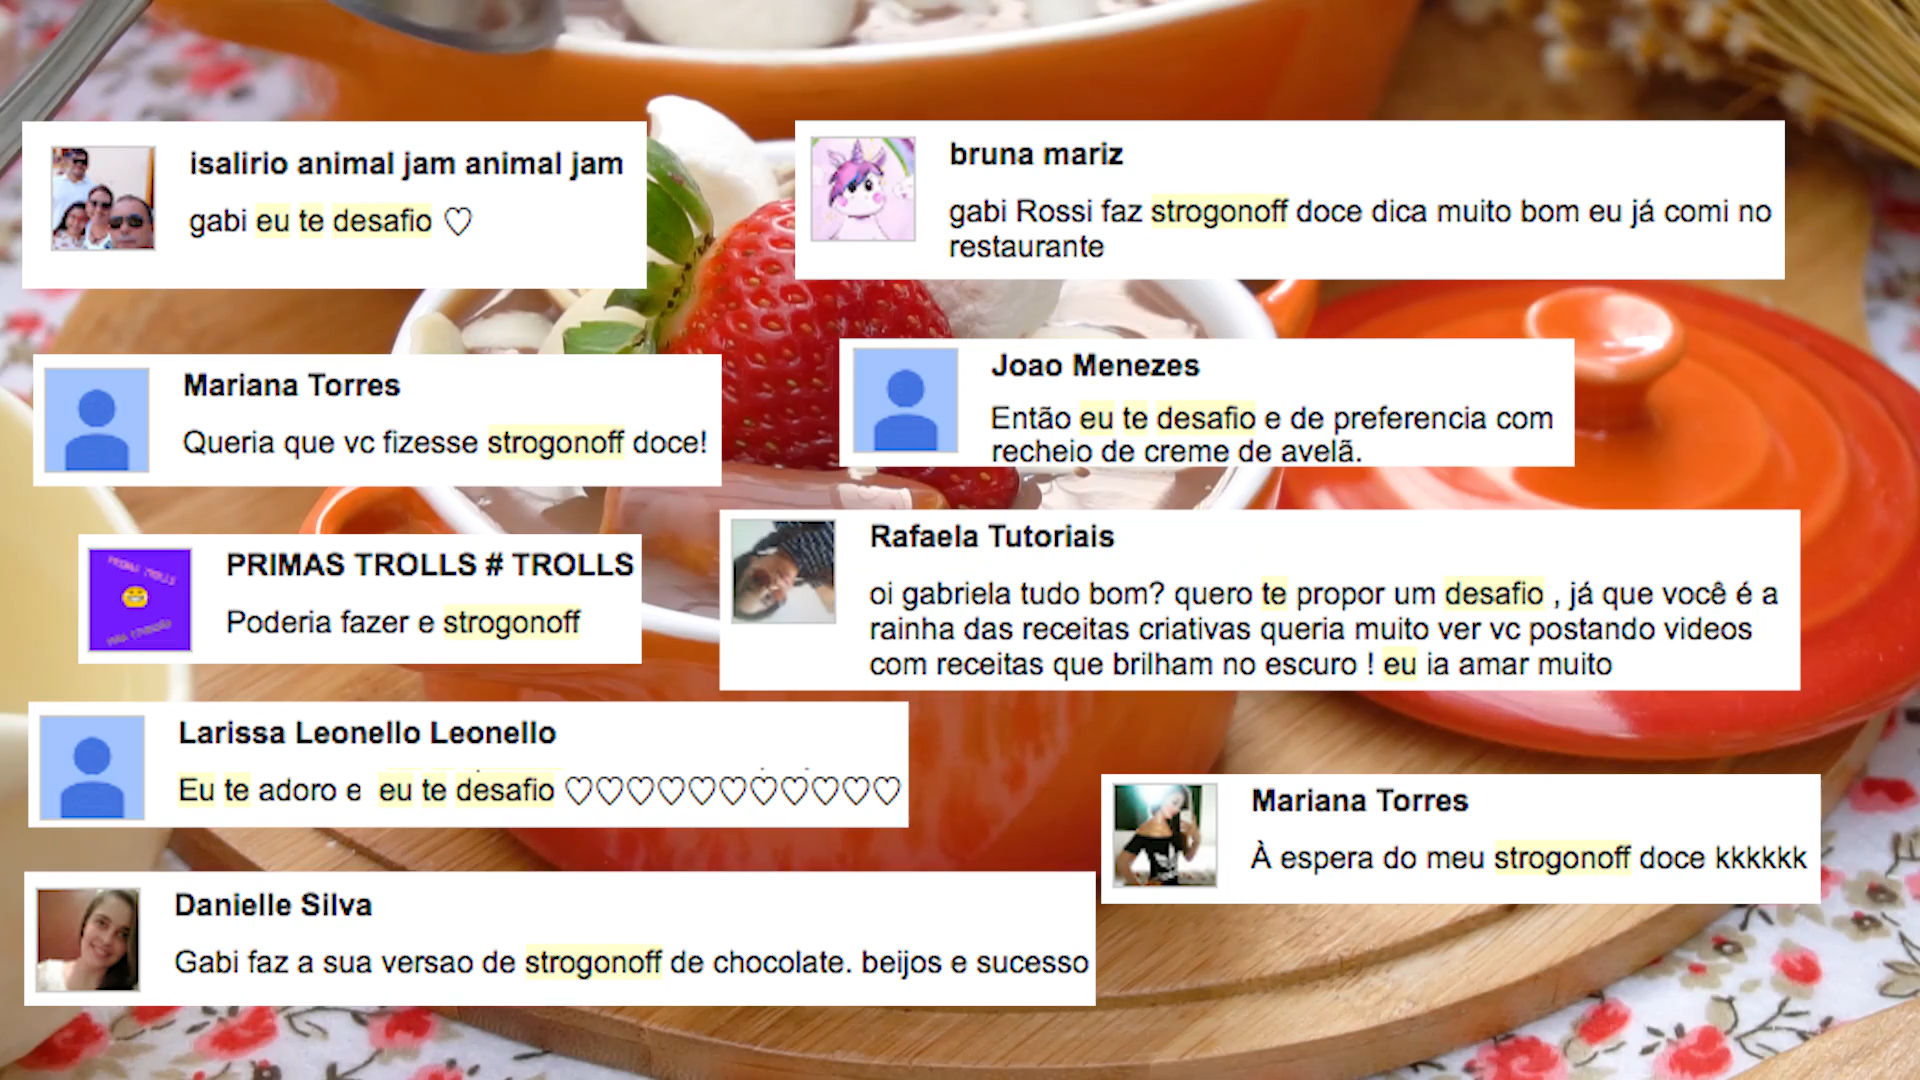 isalirio animal jam animal jam
gabi eu te desafio ♡
bruna mariz
gabi Rossi faz strogonoff doce dica muito bom eu já comi no
restaurante
Mariana Torres
Queria que vc fizesse strogonoff doce!
Joao Menezes
Então eu te desafio e de preferencia com
recheio de creme de avelã.
PRIMAS TROLLS # TROLLS
Poderia fazer e strogonoff
Rafaela Tutoriais
oi gabriela tudo bom? quero te propor um desafio , já que você é a
rainha das receitas criativas queria muito ver vc postando videos
com receitas que brilham no escuro ! eu ia amar muito
Larissa Leonello Leonello
Eu te adoro e eu te desafio ♡♡♡♡♡♡♡♡♡♡♡
Mariana Torres
À espera do meu strogonoff doce kkkkkk
Danielle Silva
Gabi faz a sua versao de strogonoff de chocolate. beijos e sucesso